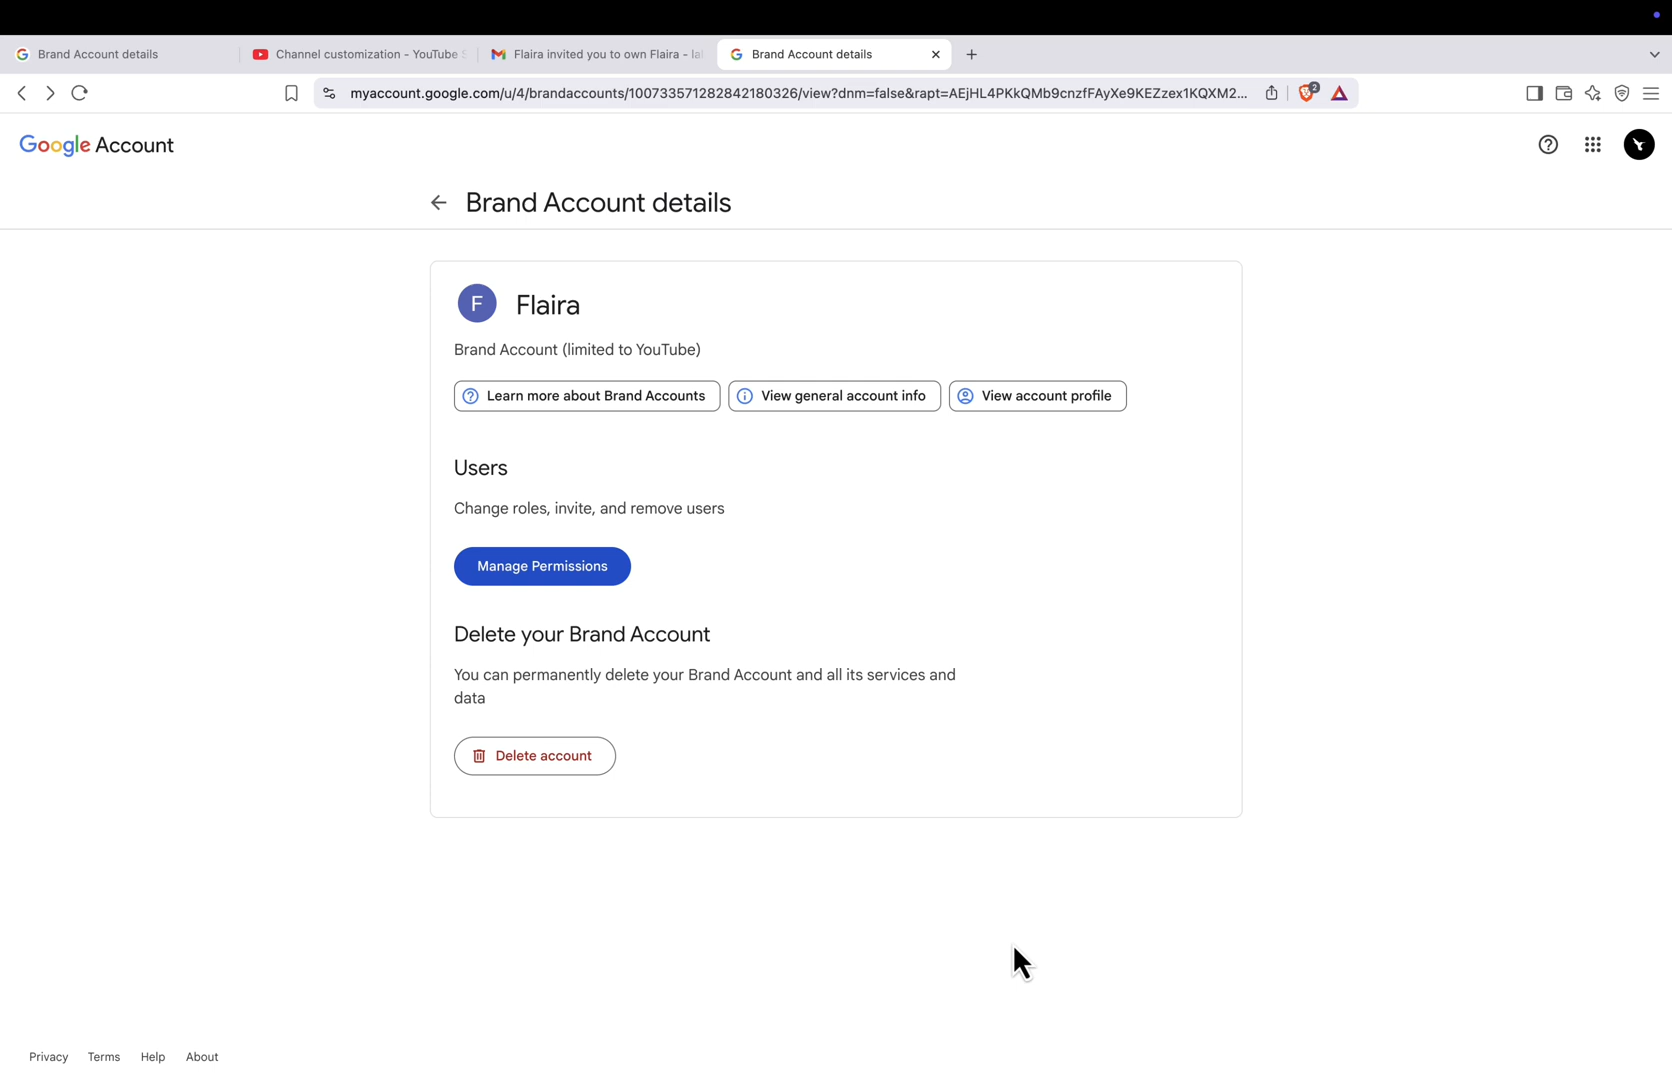 Brand Account details
Channel customization - YouTube S
Flaira invited you to own Flaira - la
Brand Account details
myaccount.google.com/u/4/brandaccounts/100733571282842180326/view?dnm=false&rapt=AEjHL4PKkQMb9cnzfFAyXe9KEZzex1KQXM2...
2
Google Account
Brand Account details
F Flaira
Brand Account (limited to YouTube)
Learn more about Brand Accounts
View general account info
View account profile
Users
Change roles, invite, and remove users
Manage Permissions
Delete your Brand Account
You can permanently delete your Brand Account and all its services and
data
Delete account
Privacy Terms Help About